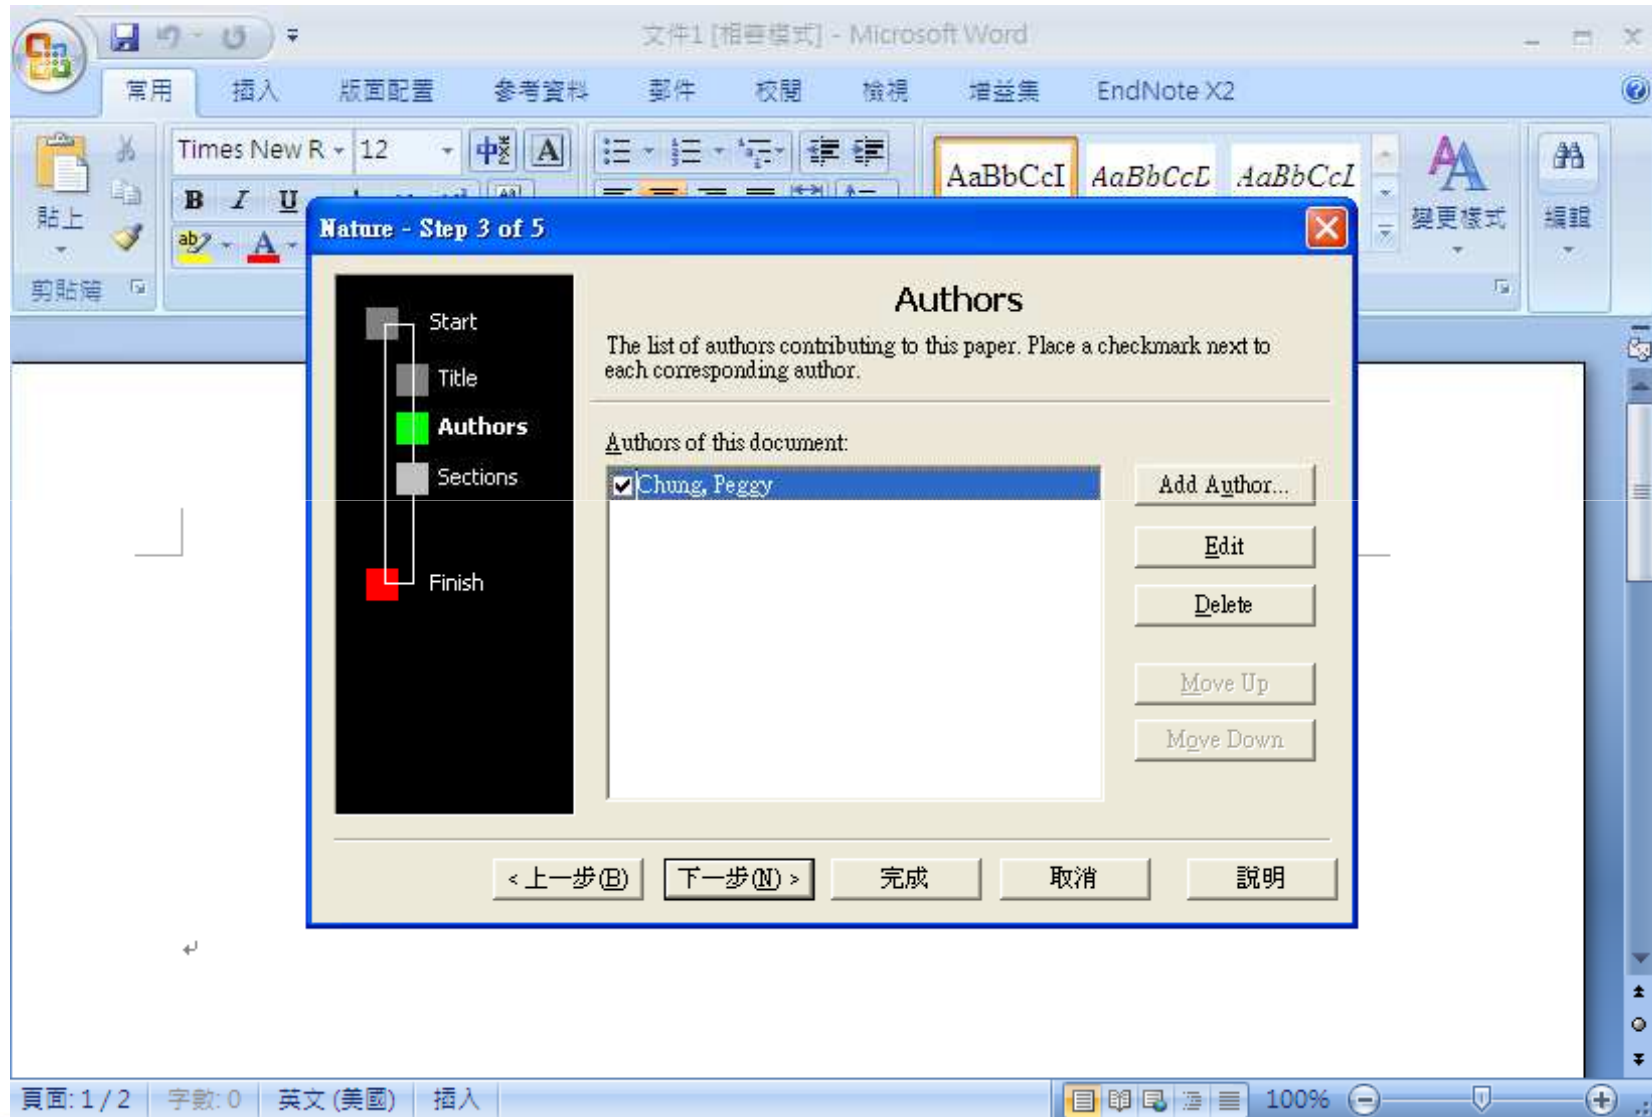 文件1 [相容模式] - Microsoft Word
常用 插入 版面配置 參考資料 郵件 校閱 檢視 增益集 EndNote X2
Times New R 12
中 A
B I U
ab A
貼上
剪貼簿
AaBbCcI AaBbCcD AaBbCcI
變更樣式
編輯
Nature - Step 3 of 5
Start
Title
Authors
Sections
Finish
Authors
The list of authors contributing to this paper. Place a checkmark next to
each corresponding author.
Authors of this document:
Chung, Peggy
Add Author...
Edit
Delete
Move Up
Move Down
< 上一步(B) 下一步(N) > 完成 取消 說明
頁面: 1 / 2 字數: 0 英文 (美國) 插入 100%